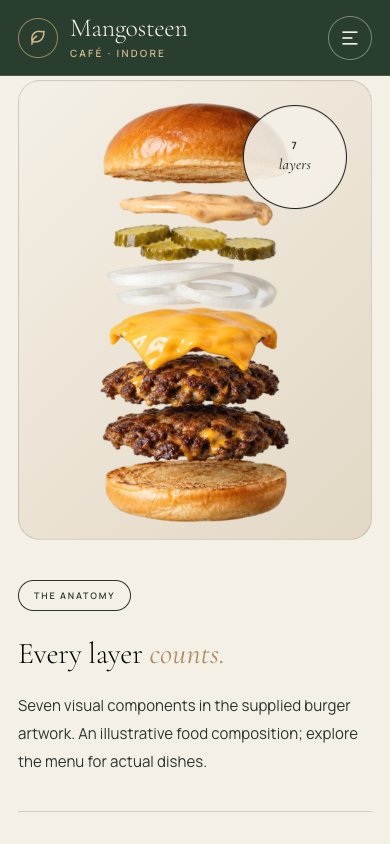 Mangosteen
CAFÉ · INDORE
7
layers
THE ANATOMY
Every layer counts.
Seven visual components in the supplied burger
artwork. An illustrative food composition; explore
the menu for actual dishes.